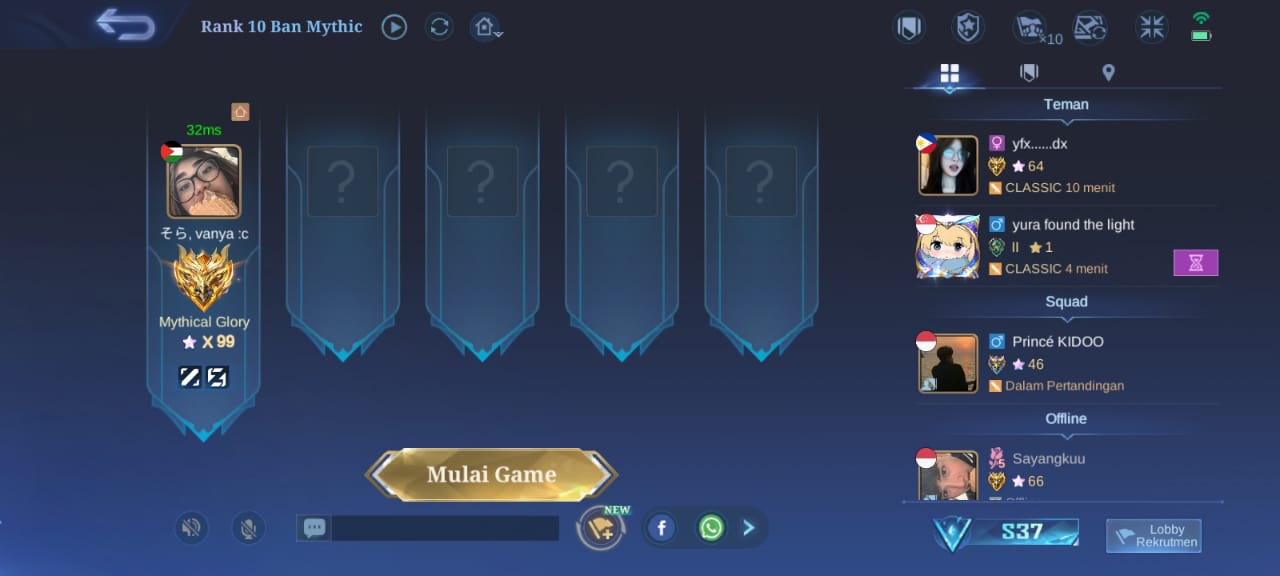 Rank 10 Ban Mythic
×10
32ms
そら, vanya :c
Mythical Glory
X 99
?
?
?
?
Mulai Game
NEW
Teman
yfx......dx
64
CLASSIC 10 menit
yura found the light
II 1
CLASSIC 4 menit
Squad
Princé KIDOO
46
Dalam Pertandingan
Offline
5
Sayangkuu
66
S37
Lobby
Rekrutmen